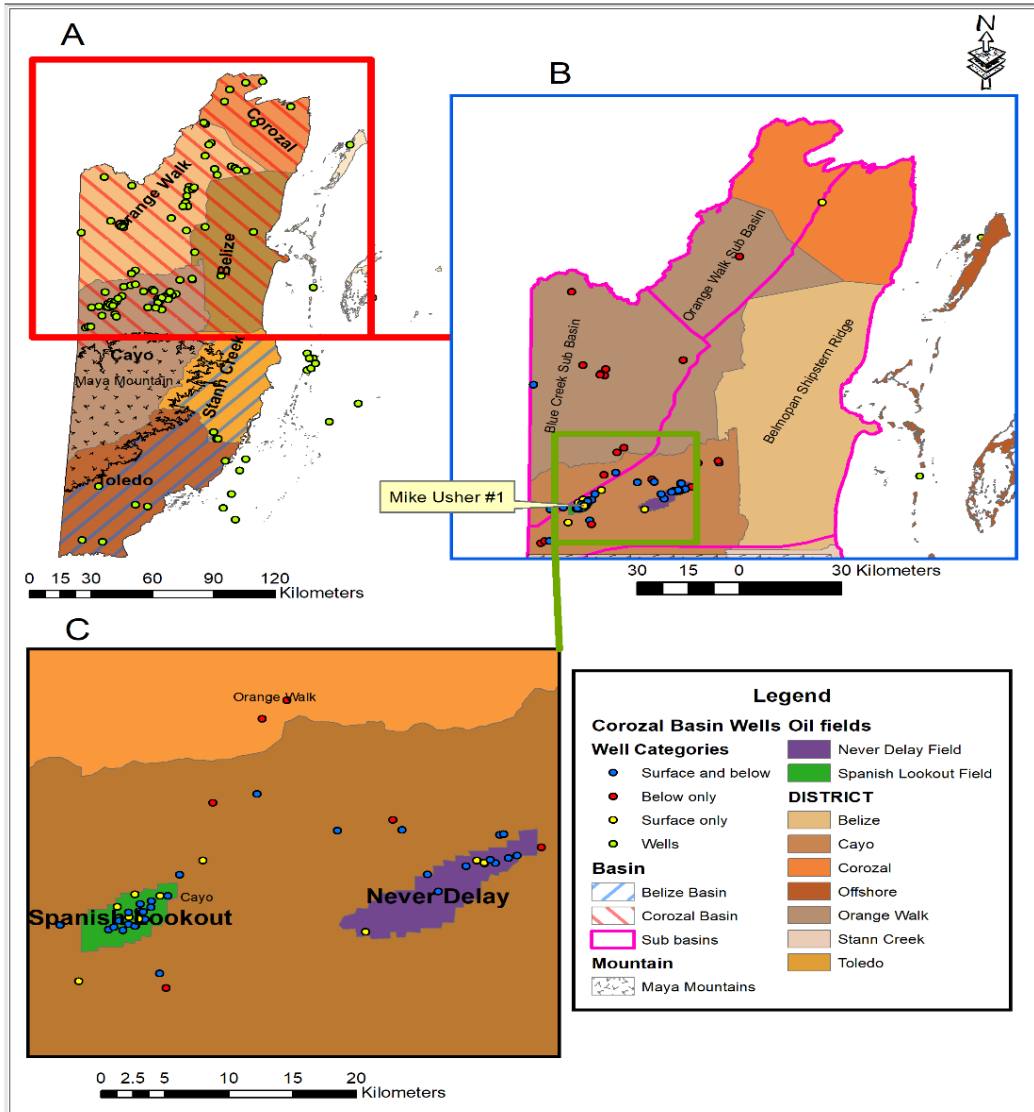 A
N
B
Corozal
Orange Walk
Belize
Cayo
Maya Mountain
Stann Creek
Toledo
0 15 30 60 90 120
Kilometers
Orange Walk Sub Basin
Blue Creek Sub Basin
Belmopan Shipstern Ridge
Mike Usher #1
30 15 0 30 Kilometers
C
Orange Walk
Cayo
Spanish Lookout
Never Delay
0 2.5 5 10 15 20
Kilometers
Legend
Corozal Basin Wells
Well Categories
Surface and below
Below only
Surface only
Wells
Basin
Belize Basin
Corozal Basin
Sub basins
Mountain
Maya Mountains
Oil fields
Never Delay Field
Spanish Lookout Field
DISTRICT
Belize
Cayo
Corozal
Offshore
Orange Walk
Stann Creek
Toledo